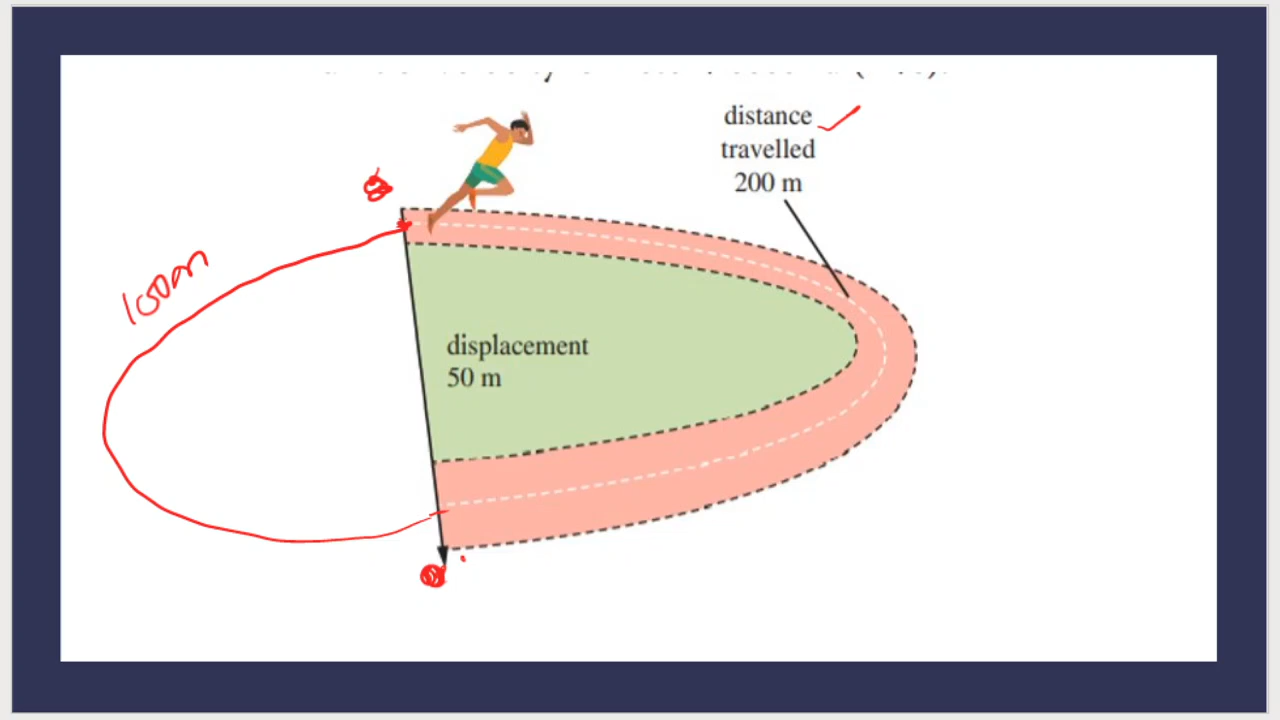 distance
travelled
200 m
100m
displacement
50 m